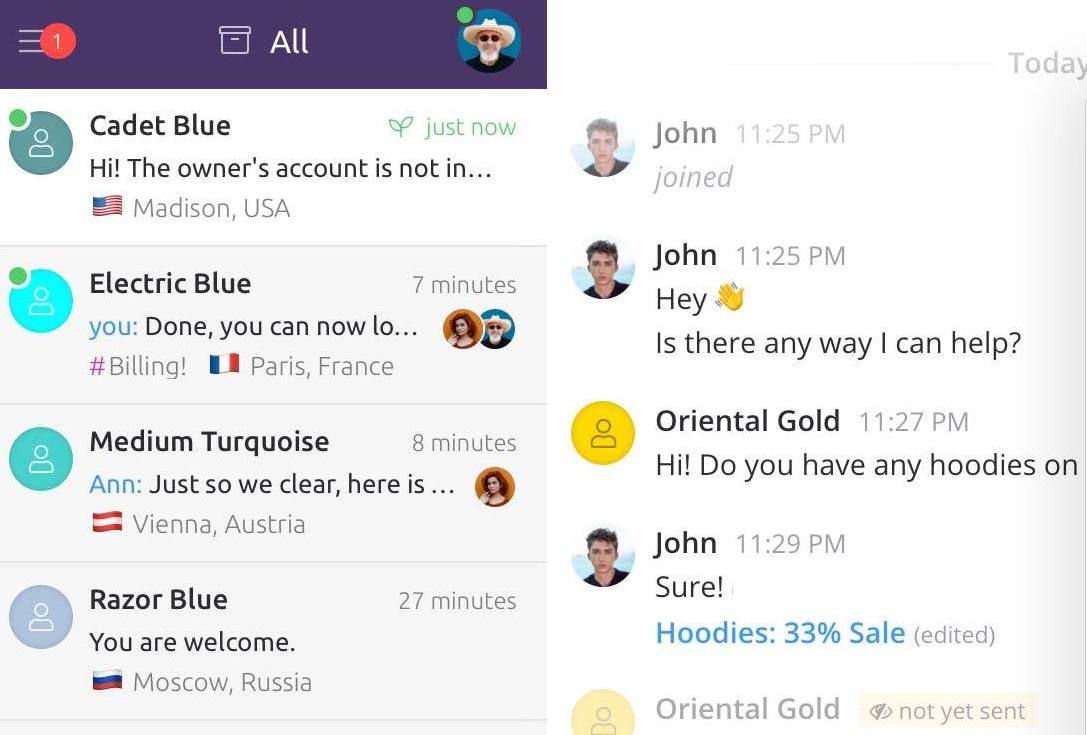 1
All
Cadet Blue just now
Hi! The owner's account is not in...
Madison, USA
Electric Blue 7 minutes
you: Done, you can now lo...
#Billing! Paris, France
Medium Turquoise 8 minutes
Ann: Just so we clear, here is ...
Vienna, Austria
Razor Blue 27 minutes
You are welcome.
Moscow, Russia
Today
John 11:25 PM
joined
John 11:25 PM
Hey 👋
Is there any way I can help?
Oriental Gold 11:27 PM
Hi! Do you have any hoodies on
John 11:29 PM
Sure!
Hoodies: 33% Sale (edited)
Oriental Gold not yet sent